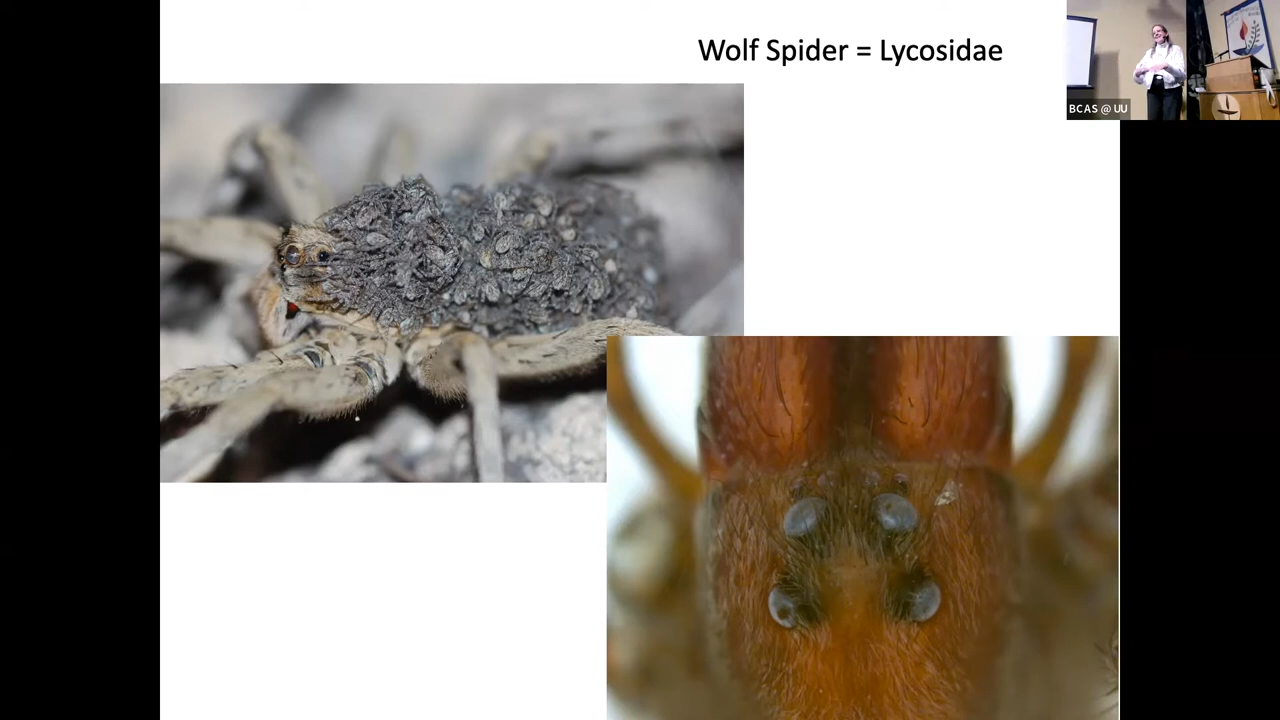 Wolf Spider = Lycosidae
BCAS @ UU